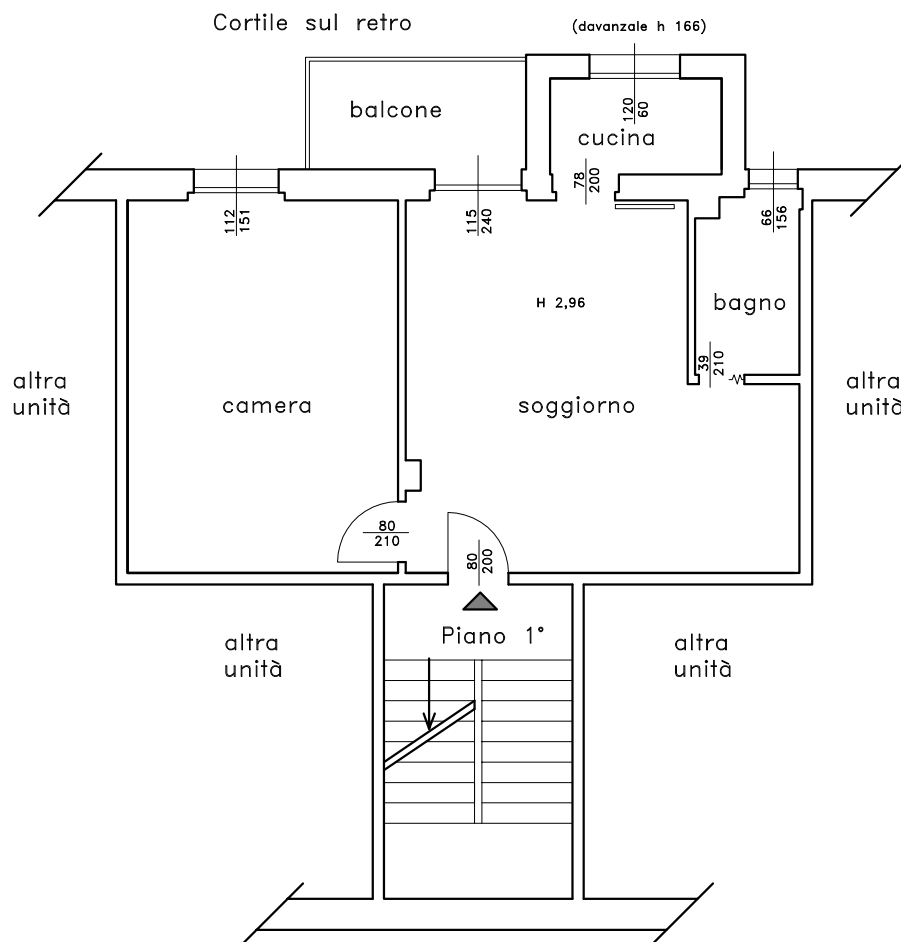 Cortile sul retro
(davanzale h 166)
balcone
120
60
cucina
78
200
112
151
115
240
66
156
H 2,96
bagno
39
210
altra
unità
camera
soggiorno
altra
unità
80
210
80
200
Piano 1°
altra
unità
altra
unità